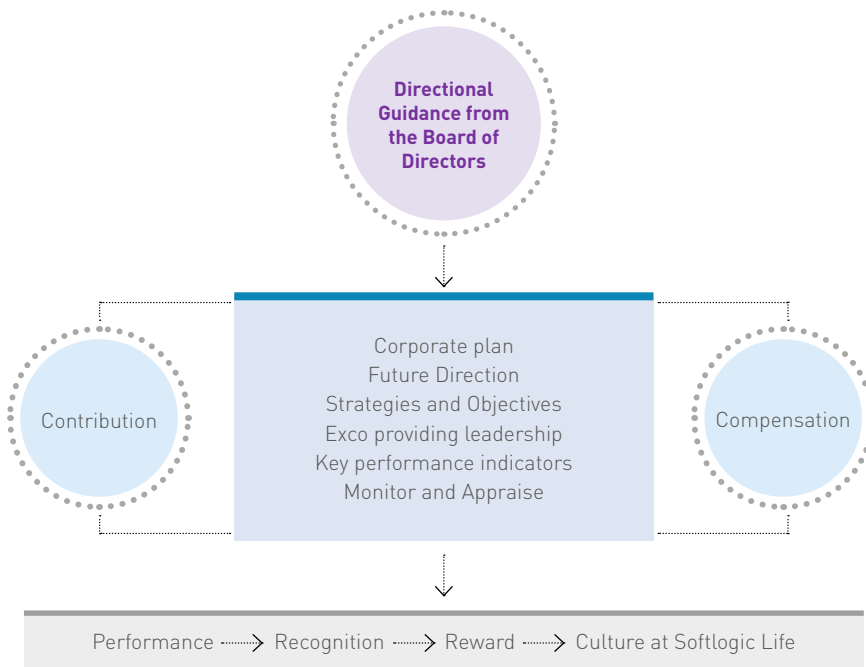 Directional
Guidance from
the Board of
Directors
Corporate plan
Future Direction
Strategies and Objectives
Exco providing leadership
Key performance indicators
Monitor and Appraise
Contribution
Compensation
Performance Recognition Reward Culture at Softlogic Life